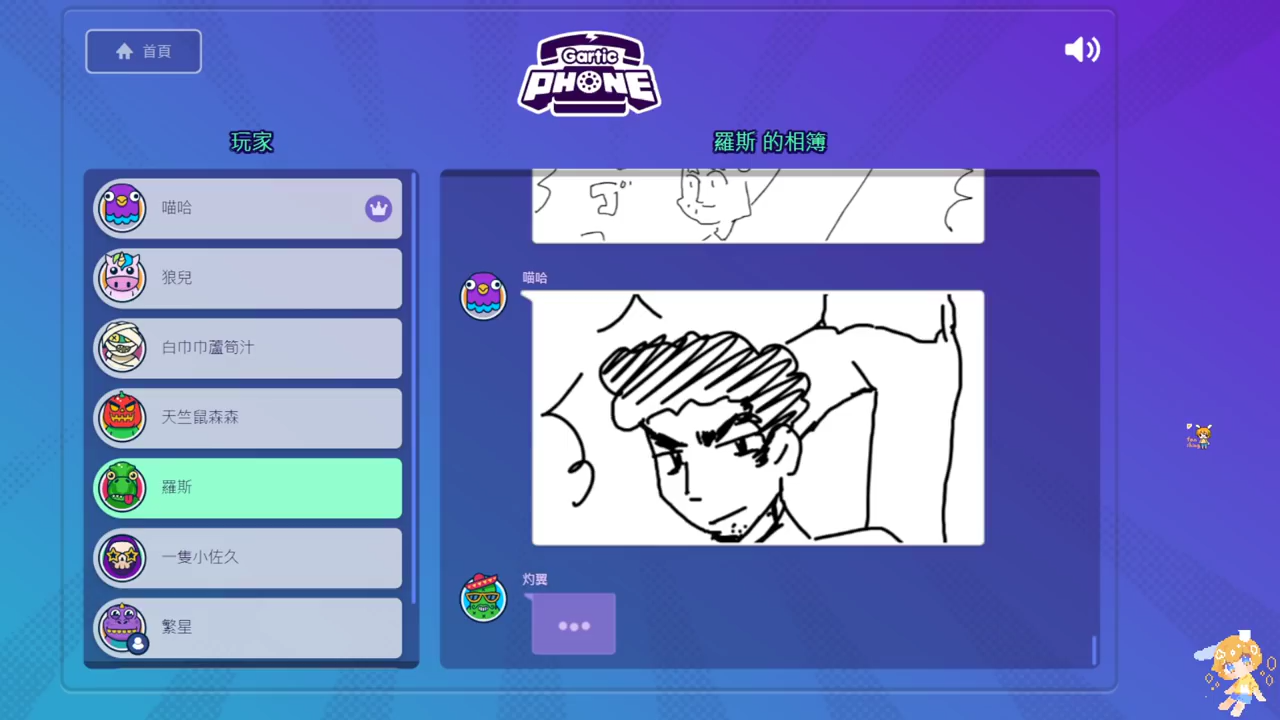 首頁
Gartic
PHONE
玩家
羅斯 的相簿
喵哈
狼兒
白巾巾蘆筍汁
天竺鼠森森
羅斯
一隻小佐久
繁星
喵哈
灼翼